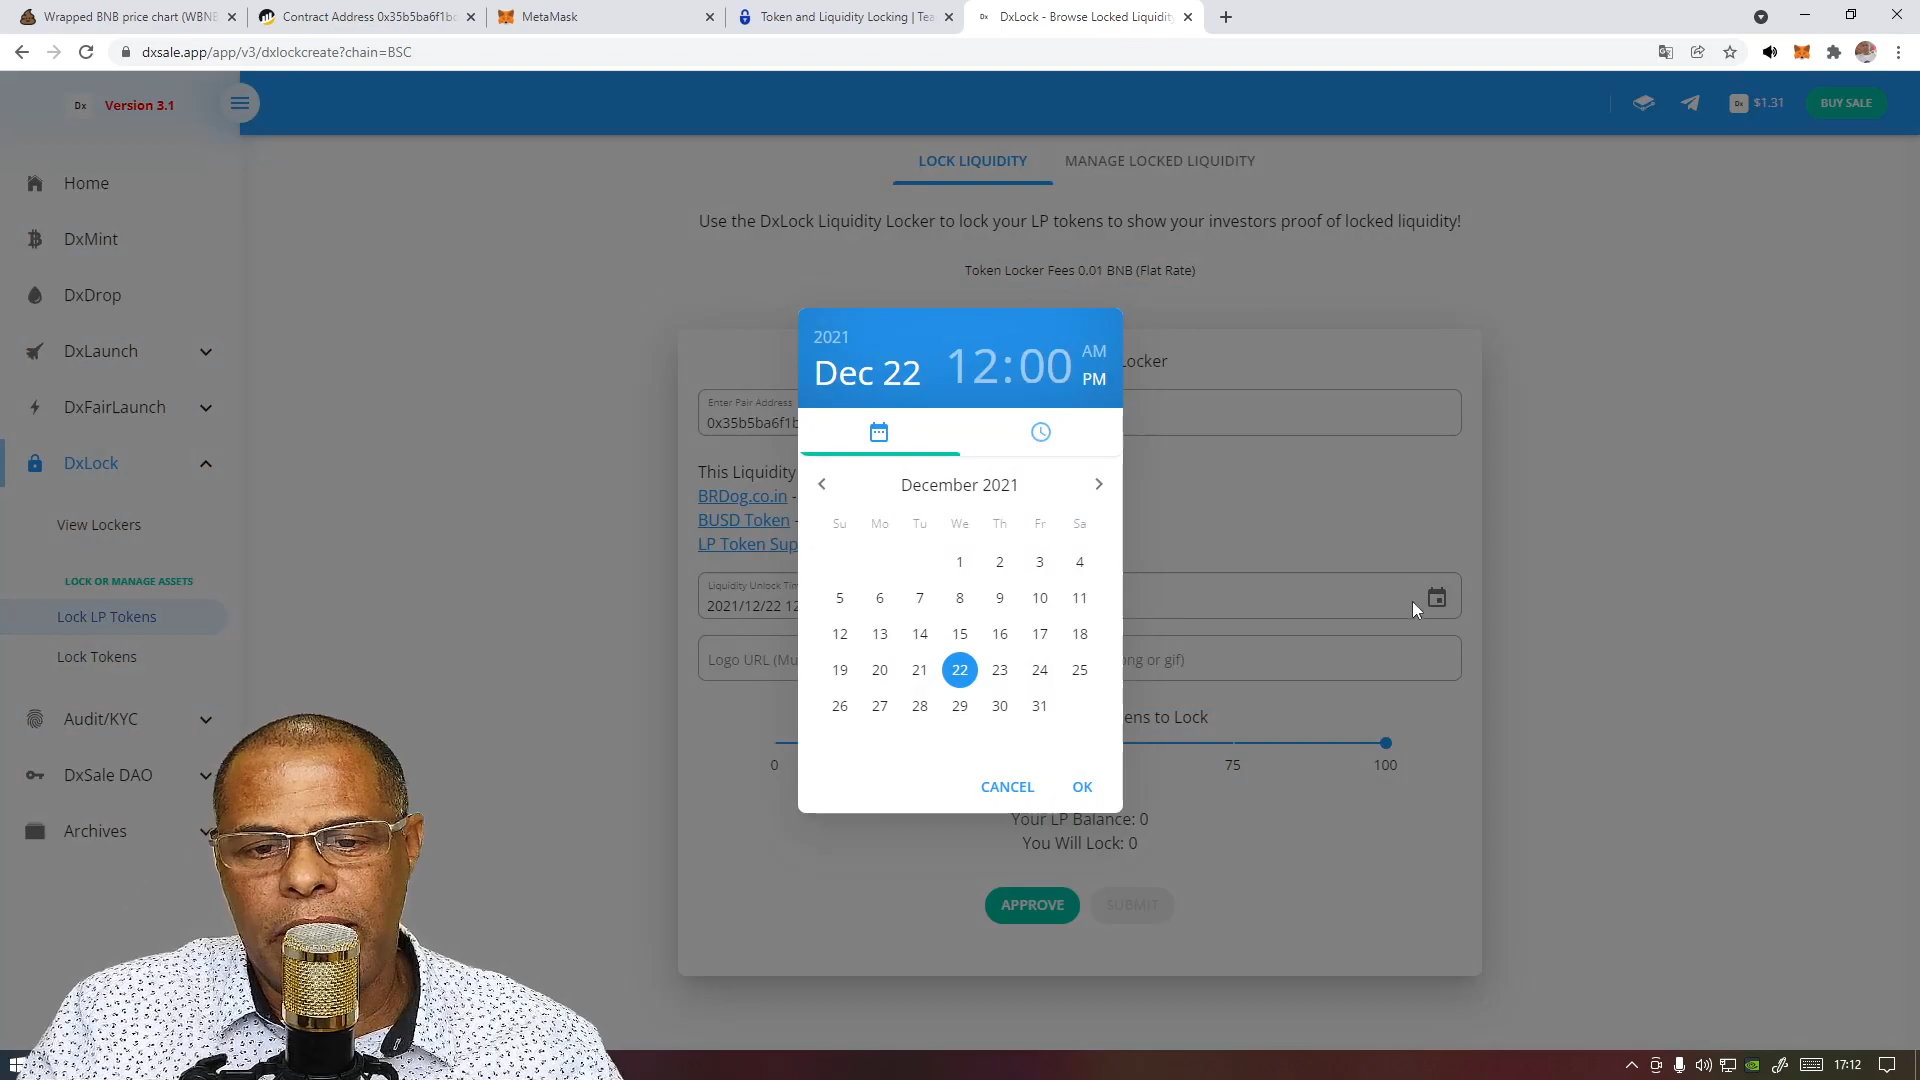 Wrapped BNB price chart (WBNB
Contract Address 0x35b5ba6f1bc
MetaMask
Token and Liquidity Locking | Tea
DxLock - Browse Locked Liquidity
dxsale.app/app/v3/dxlockcreate?chain=BSC
Dx
Version 3.1
Dx
$1.31
BUY SALE
LOCK LIQUIDITY
MANAGE LOCKED LIQUIDITY
Home
Use the DxLock Liquidity Locker to lock your LP tokens to show your investors proof of locked liquidity!
DxMint
Token Locker Fees 0.01 BNB (Flat Rate)
DxDrop
DxLaunch
DxFairLaunch
DxLock
View Lockers
LOCK OR MANAGE ASSETS
Lock LP Tokens
Lock Tokens
Audit/KYC
DxSale DAO
Archives
Locker
Enter Pair Address
0x35b5ba6f1b
This Liquidity
BRDog.co.in -
BUSD Token -
LP Token Sup
Liquidity Unlock Tim
2021/12/22 12
Logo URL (Mu
ng or gif)
ens to Lock
0
75
100
Your LP Balance: 0
You Will Lock: 0
APPROVE
SUBMIT
2021
Dec 22
12:00
AM
PM
December 2021
Su Mo Tu We Th Fr Sa
1 2 3 4
5 6 7 8 9 10 11
12 13 14 15 16 17 18
19 20 21 22 23 24 25
26 27 28 29 30 31
CANCEL
OK
17:12